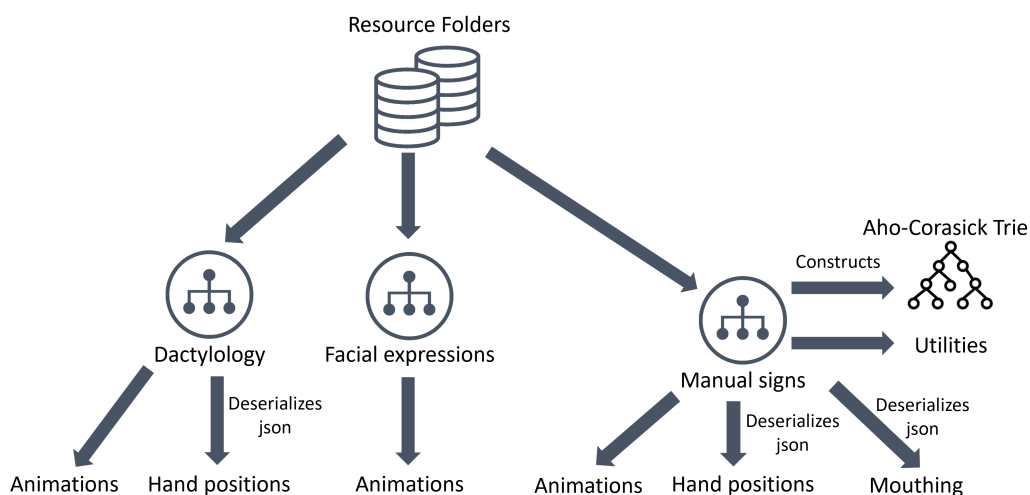 Resource Folders
Aho-Corasick Trie
Constructs
Dactylology
Facial expressions
Utilities
Manual signs
Deserializes
json
Deserializes
json
Deserializes
json
Animations
Hand positions
Animations
Animations
Hand positions
Mouthing